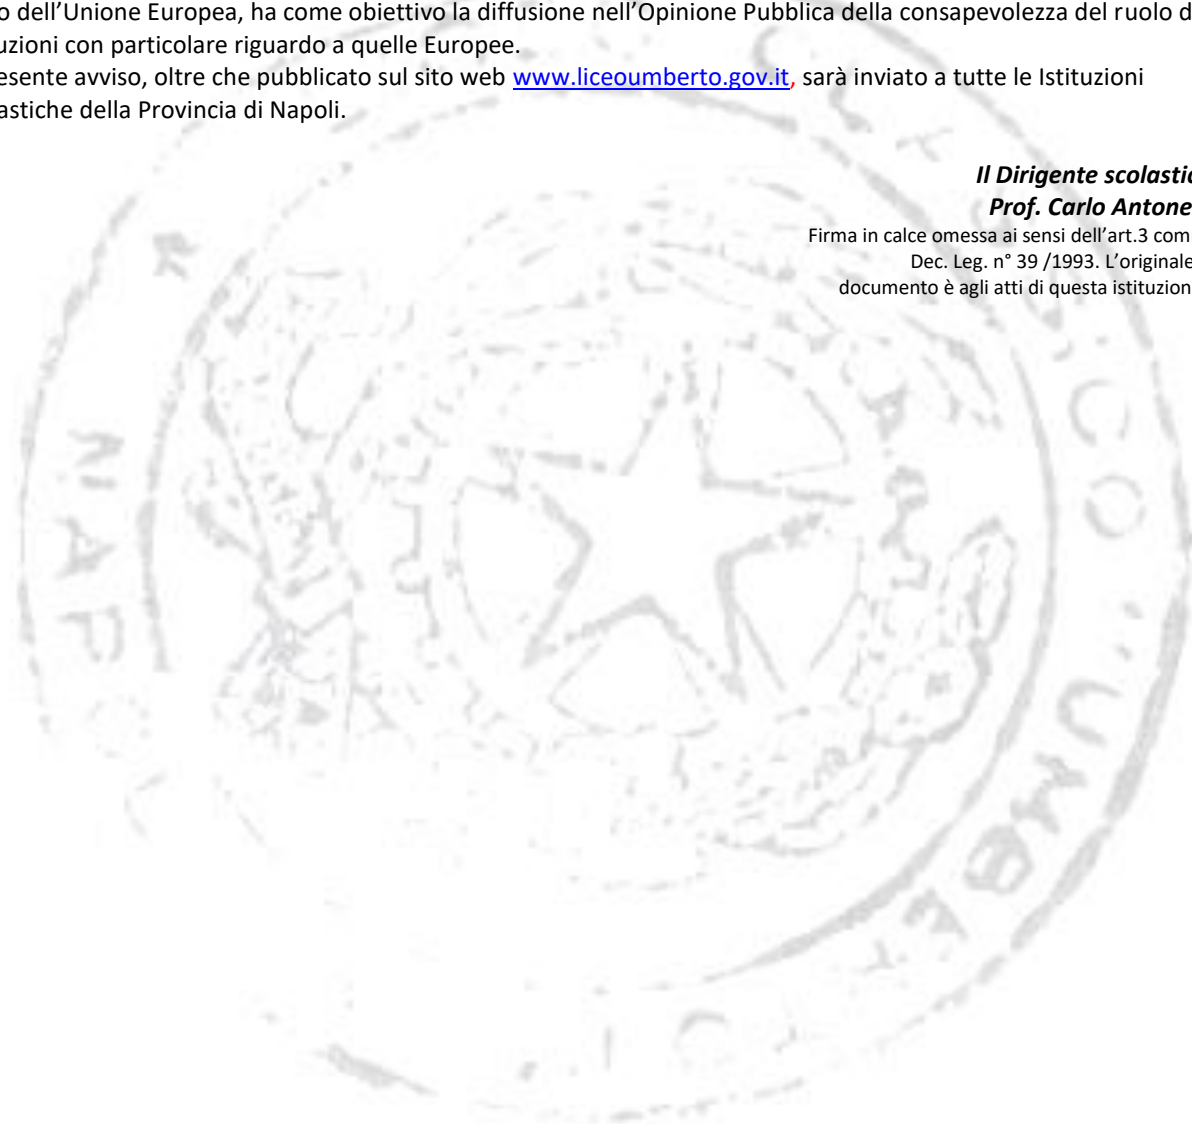 o dell’Unione Europea, ha come obiettivo la diffusione nell’Opinione Pubblica della consapevolezza del ruolo d
uzioni con particolare riguardo a quelle Europee.
esente avviso, oltre che pubblicato sul sito web www.liceoumberto.gov.it, sarà inviato a tutte le Istituzioni
astiche della Provincia di Napoli.
Il Dirigente scolastic
Prof. Carlo Antone
Firma in calce omessa ai sensi dell’art.3 com
Dec. Leg. n° 39 /1993. L’originale
documento è agli atti di questa istituzion
NAP
SCO "UMBE